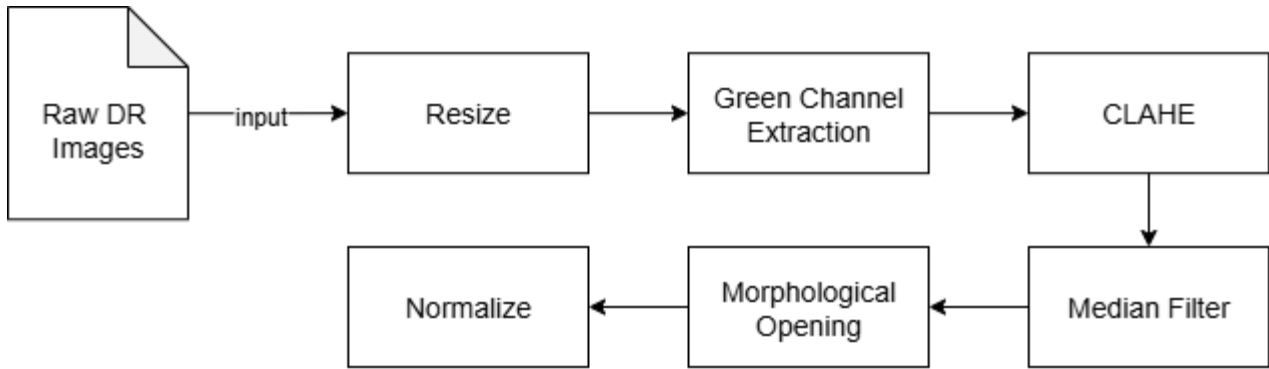 Raw DR
Images
input
Resize
Green Channel
Extraction
CLAHE
Median Filter
Morphological
Opening
Normalize